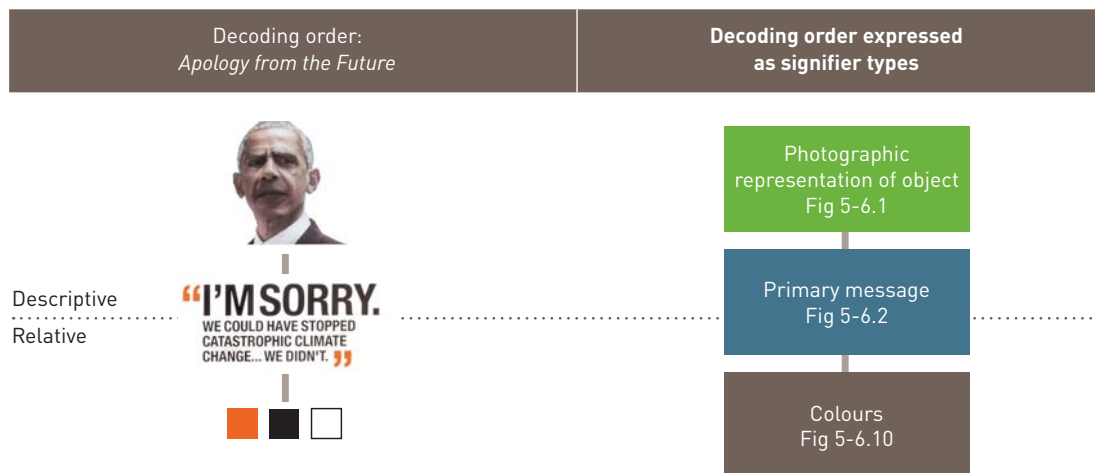 Decoding order:
Apology from the Future
Decoding order expressed
as signifier types
Photographic
representation of object
Fig 5-6.1
Descriptive
Relative
“I’M SORRY.
WE COULD HAVE STOPPED
CATASTROPHIC CLIMATE
CHANGE... WE DIDN'T. ”
Primary message
Fig 5-6.2
Colours
Fig 5-6.10